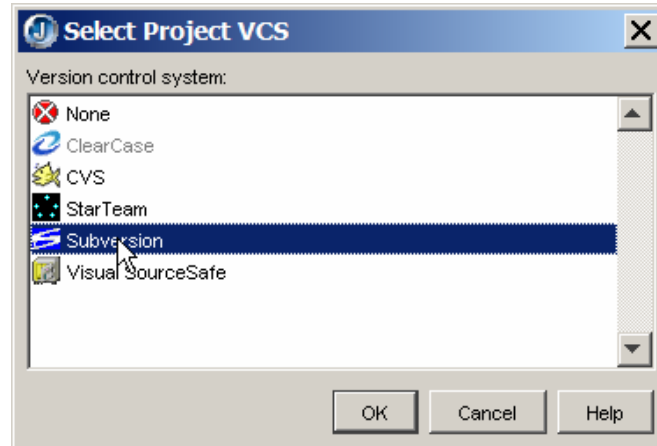 Select Project VCS
Version control system:
None
ClearCase
CVS
StarTeam
Subversion
Visual SourceSafe
OK Cancel Help